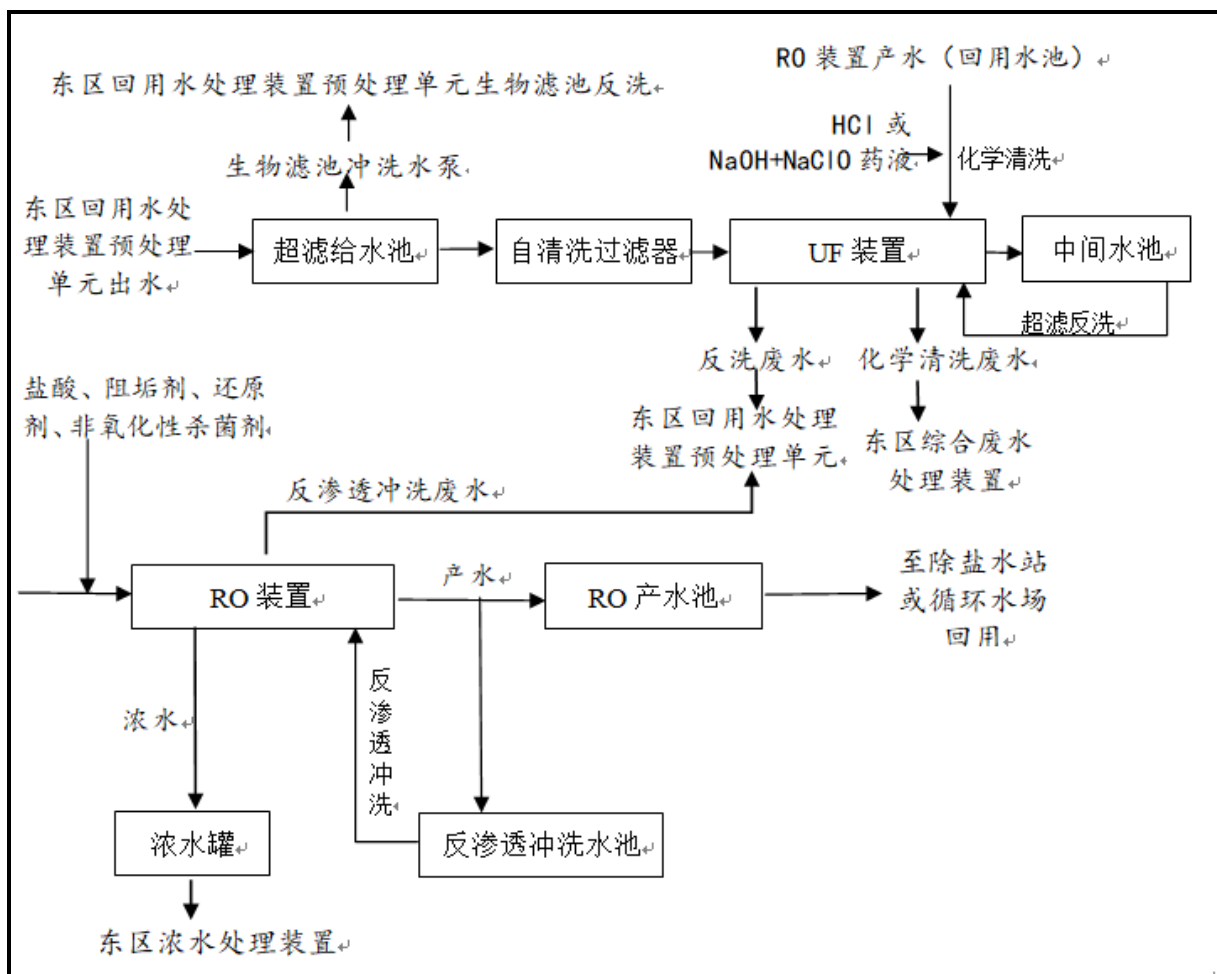 RO 装置产水（回用水池）
东区回用水处理装置预处理单元生物滤池反洗
HCl 或
NaOH+NaClO 药液
化学清洗
生物滤池冲洗水泵
东区回用水处
理装置预处理
单元出水
超滤给水池
自清洗过滤器
UF 装置
中间水池
超滤反洗
反洗废水
化学清洗废水
盐酸、阻垢剂、还原
剂、非氧化性杀菌剂
东区回用水处理
装置预处理单元
东区综合废水
处理装置
反渗透冲洗废水
RO 装置
产水
RO 产水池
至除盐水站
或循环水场
回用
浓水
反
渗
透
冲
洗
浓水罐
反渗透冲洗水池
东区浓水处理装置